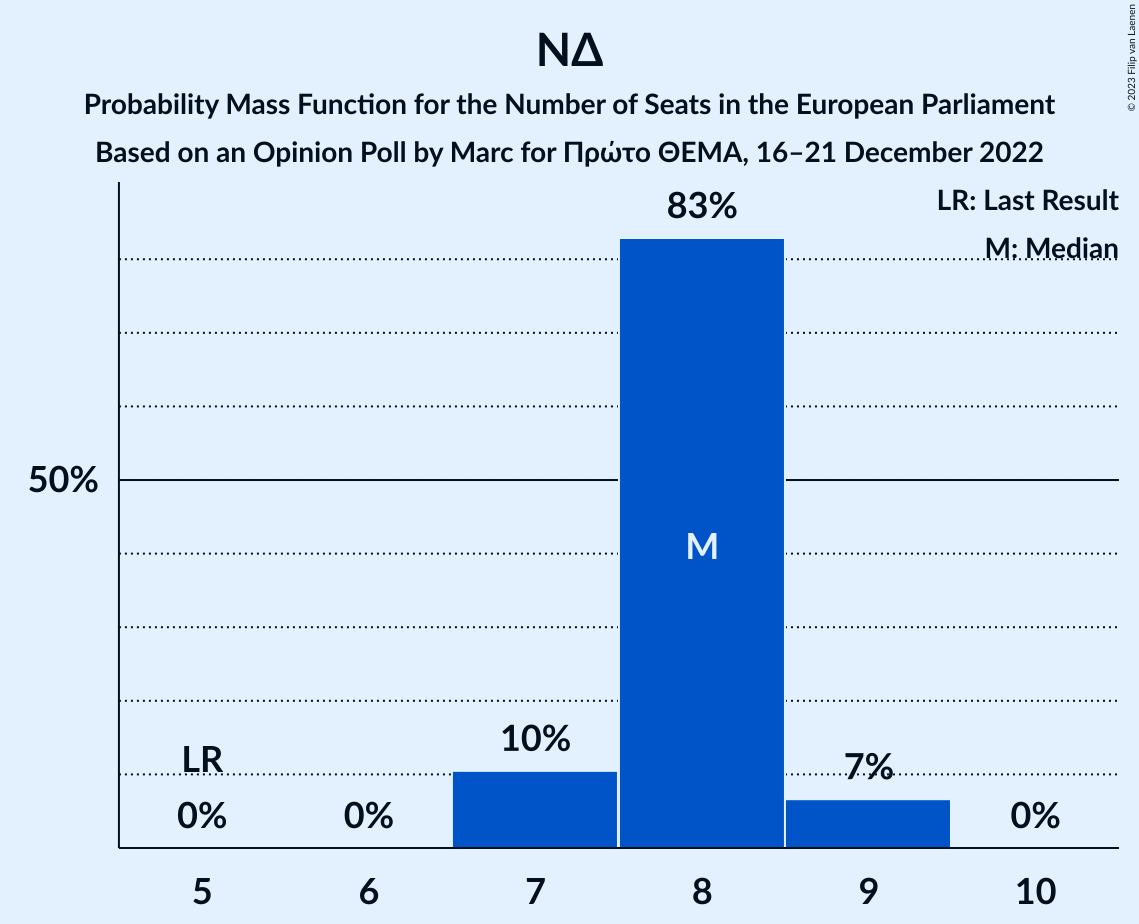 ΝΔ
Probability Mass Function for the Number of Seats in the European Parliament
Based on an Opinion Poll by Marc for Πρώτο ΘΕΜΑ, 16–21 December 2022
© 2023 Filip van Laenen
LR: Last Result
M: Median
83%
50%
M
10%
LR
7%
0%
0%
0%
5
6
7
8
9
10